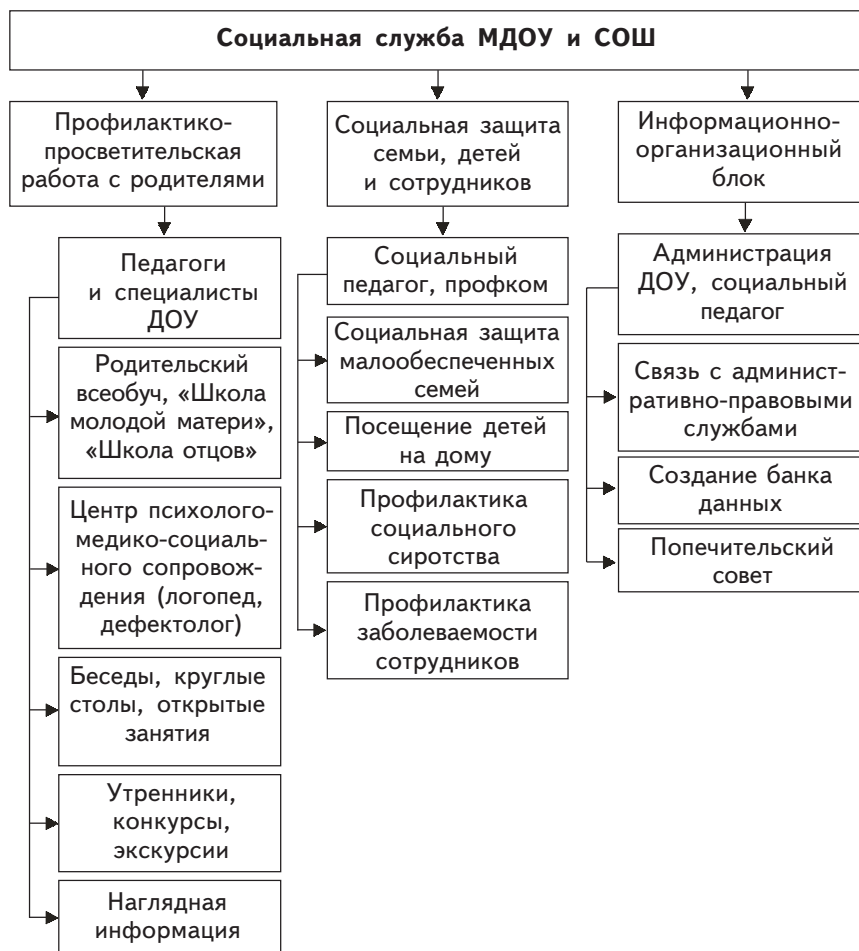 Социальная служба МДОУ и СОШ
Профилактико-
просветительская
работа с родителями
Социальная защита
семьи, детей
и сотрудников
Информационно-
организационный
блок
Педагоги
и специалисты
ДОУ
Родительский
всеобуч, «Школа
молодой матери»,
«Школа отцов»
Центр психолого-
медико-социаль-
ного сопровож-
дения (логопед,
дефектолог)
Беседы, круглые
столы, открытые
занятия
Утренники,
конкурсы,
экскурсии
Наглядная
информация
Социальный
педагог, профком
Социальная защита
малообеспеченных
семей
Посещение детей
на дому
Профилактика
социального
сиротства
Профилактика
заболеваемости
сотрудников
Администрация
ДОУ, социальный
педагог
Связь с админист-
ративно-правовыми
службами
Создание банка
данных
Попечительский
совет